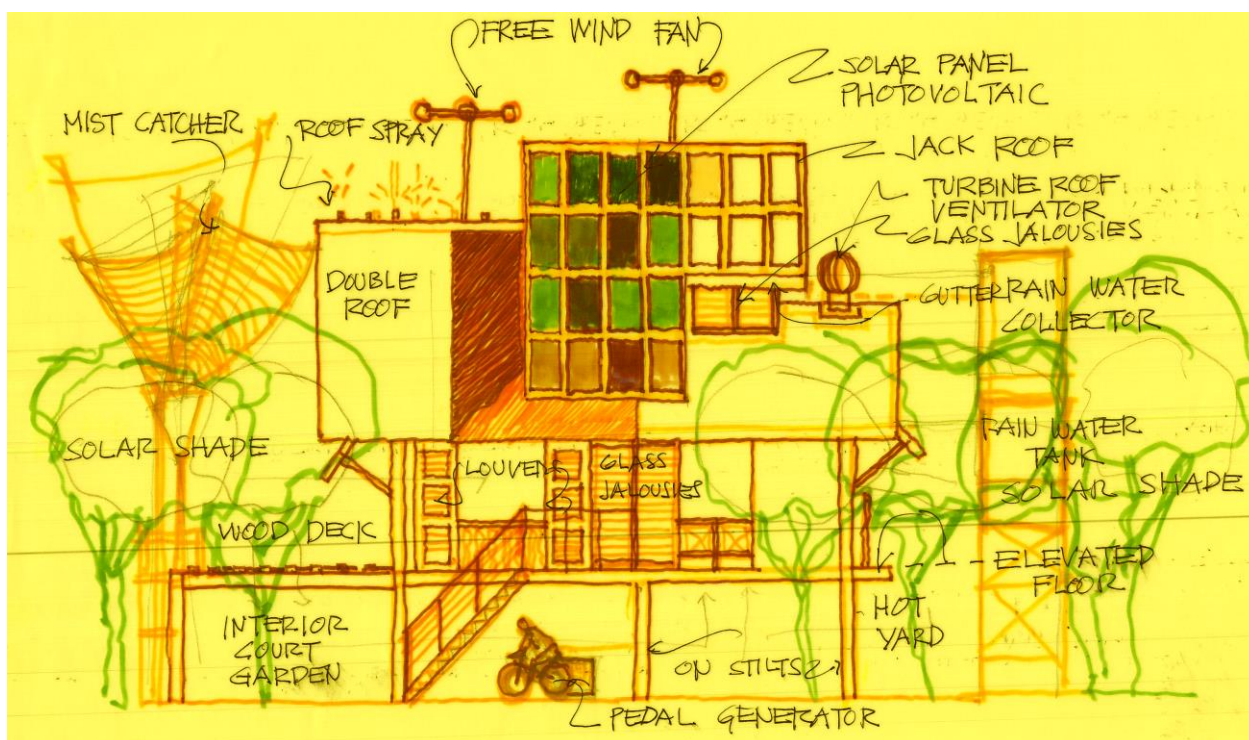 FREE WIND FAN
SOLAR PANEL
PHOTOVOLTAIC
MIST CATCHER
ROOF SPRAY
JACK ROOF
TURBINE ROOF
VENTILATOR
GLASS JALOUSIES
DOUBLE
ROOF
GUTTER
RAIN WATER
COLLECTOR
SOLAR SHADE
LOUVERS
GLASS
JALOUSIES
RAIN WATER
TANK
SOLAR SHADE
WOOD DECK
ELEVATED
FLOOR
INTERIOR
COURT
GARDEN
HOT
YARD
ON STILTS
PEDAL GENERATOR